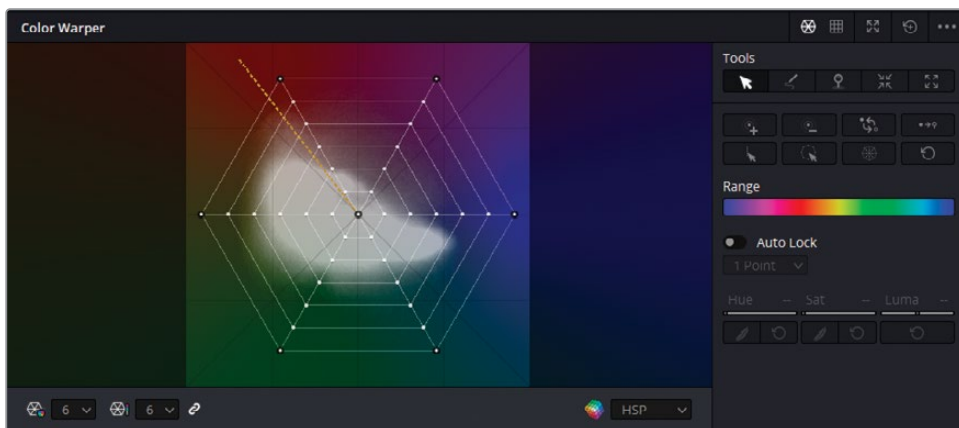 Color Warper
Tools
Range
Auto Lock
1 Point
Hue -- Sat -- Luma --
6 6 HSP